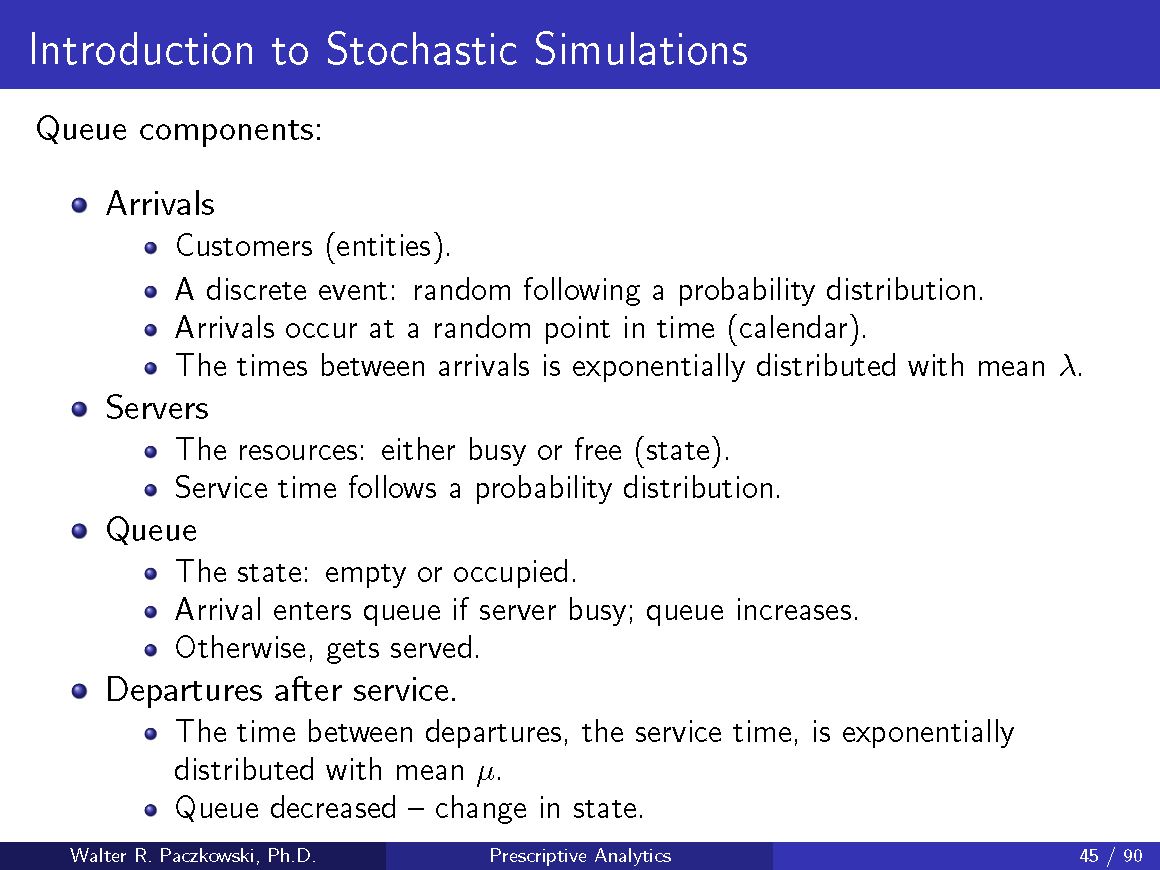 Introduction to Stochastic Simulations
Queue components:
Arrivals
Customers (entities).
A discrete event: random following a probability distribution.
Arrivals occur at a random point in time (calendar).
The times between arrivals is exponentially distributed with mean λ.
Servers
The resources: either busy or free (state).
Service time follows a probability distribution.
Queue
The state: empty or occupied.
Arrival enters queue if server busy; queue increases.
Otherwise, gets served.
Departures after service.
The time between departures, the service time, is exponentially
distributed with mean μ.
Queue decreased – change in state.
Walter R. Paczkowski, Ph.D.
Prescriptive Analytics
45 / 90